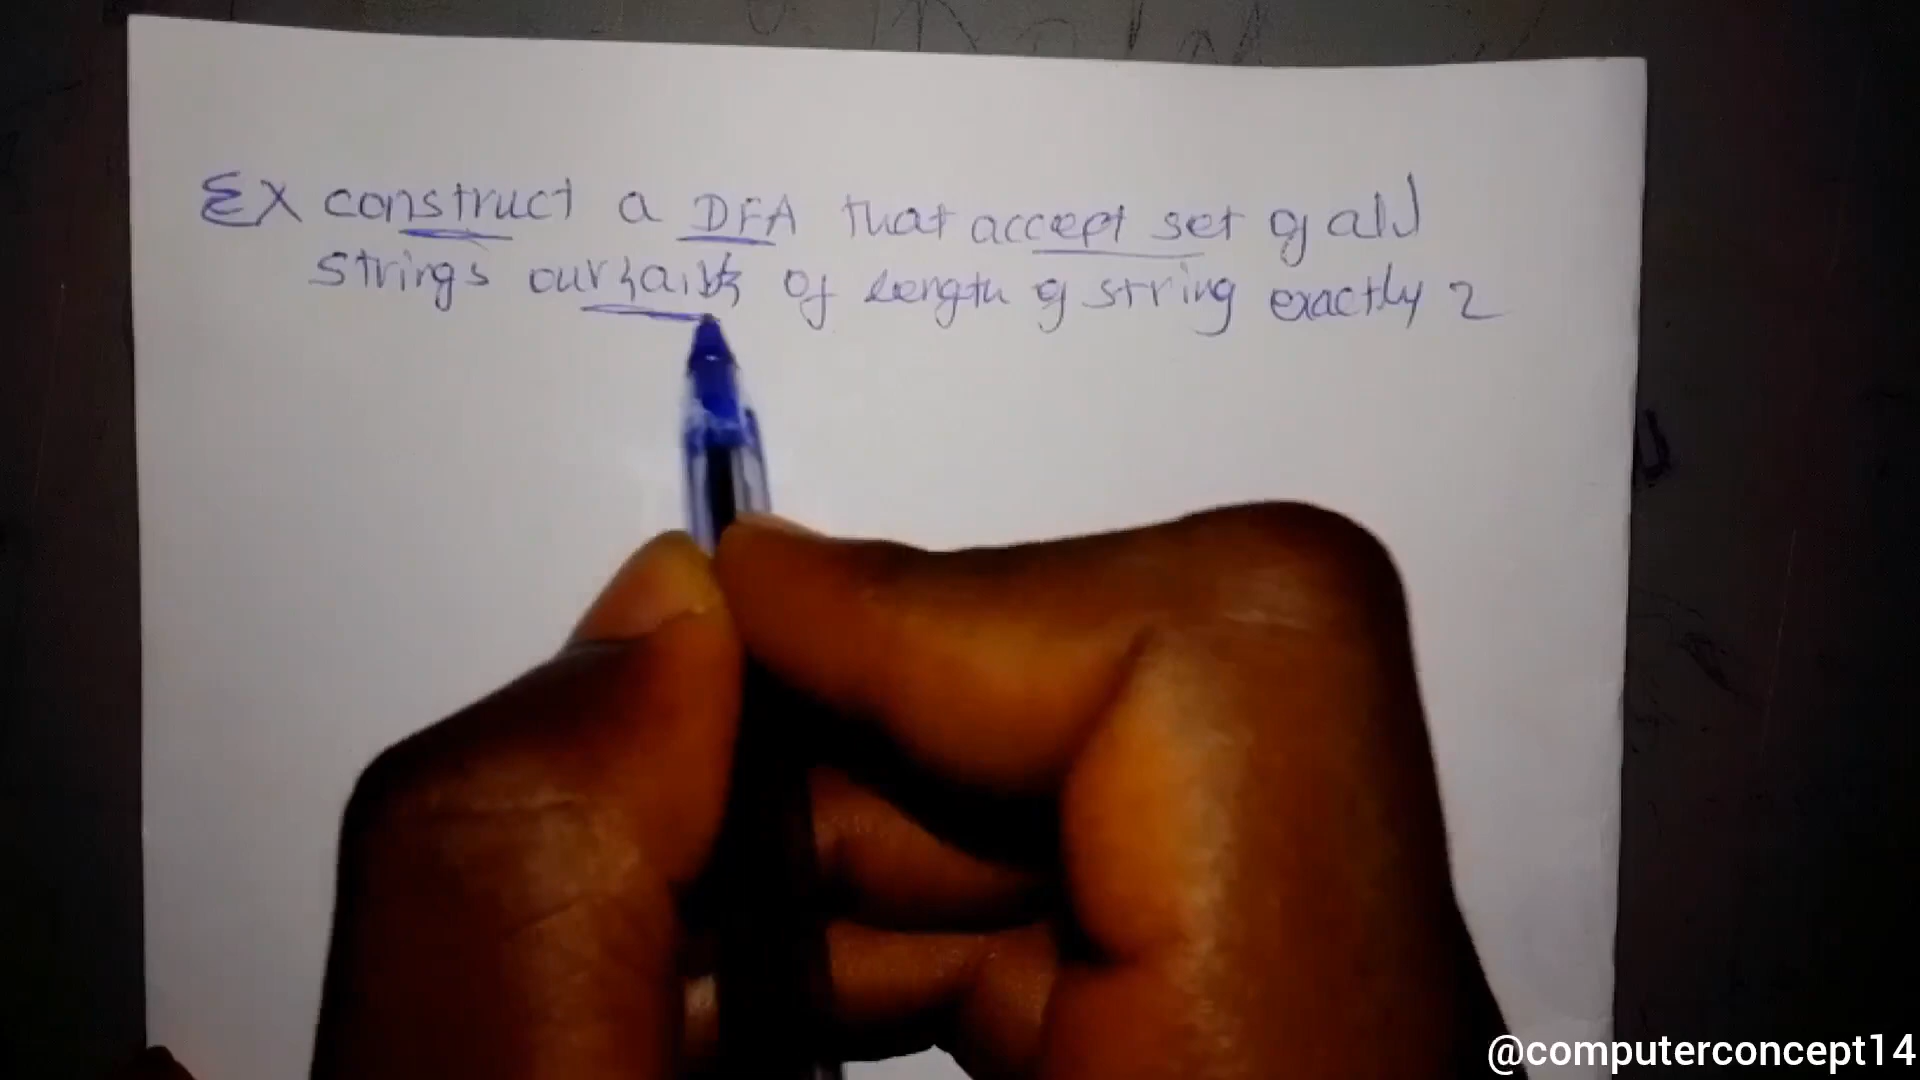 Ex construct a DFA that accept set of all
strings over {a,b} of length of string exactly 2
@computerconcept14